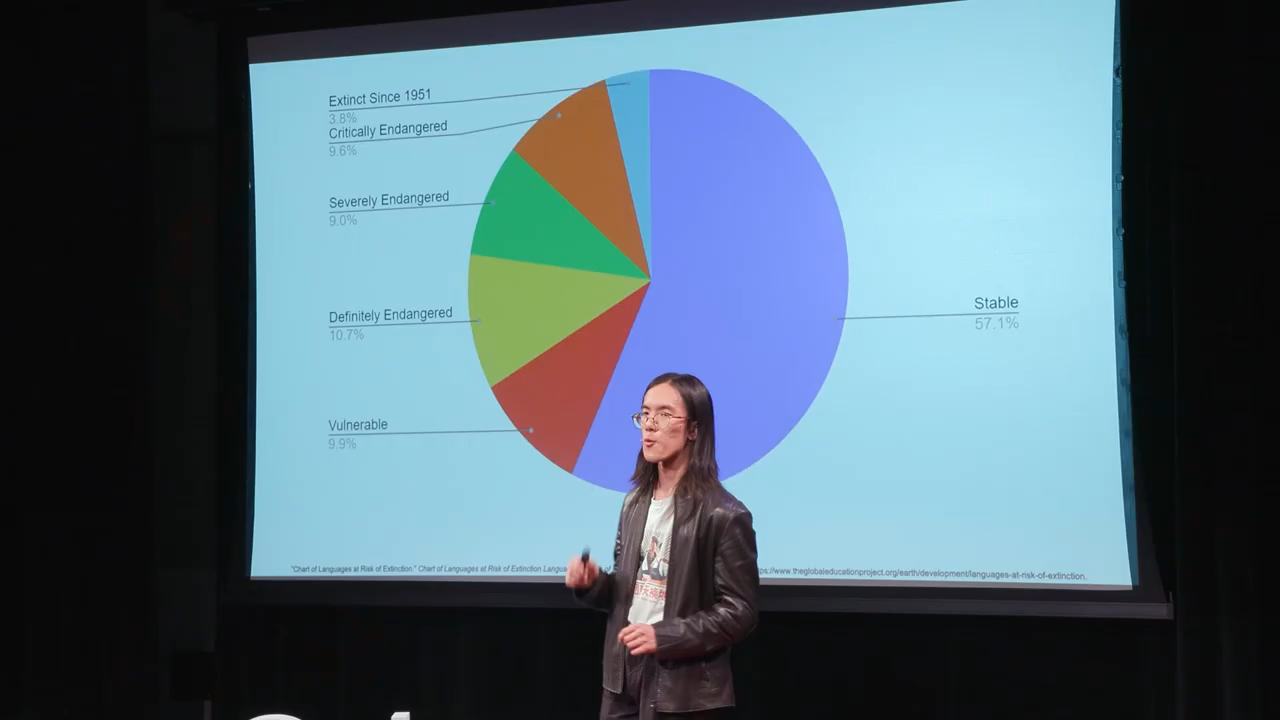 Extinct Since 1951
3.8%
Critically Endangered
9.6%
Severely Endangered
9.0%
Definitely Endangered
10.7%
Vulnerable
9.9%
Stable
57.1%
"Chart of Languages at Risk of Extinction." Chart of Languages at Risk of Extinction
https://www.theglobaleducationproject.org/earth/development/languages-at-risk-of-extinction.